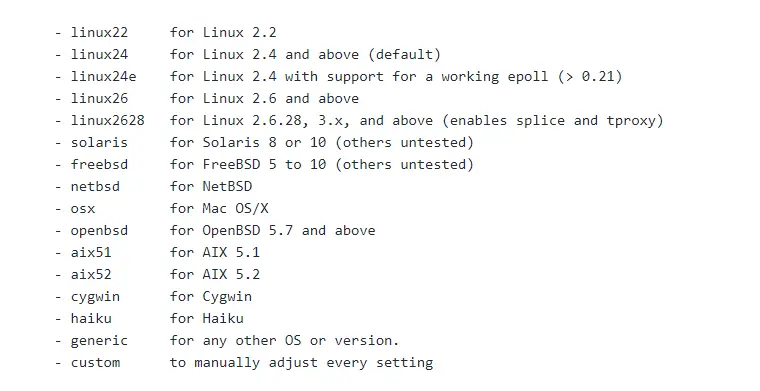 - linux22     for Linux 2.2
- linux24     for Linux 2.4 and above (default)
- linux24e    for Linux 2.4 with support for a working epoll (> 0.21)
- linux26     for Linux 2.6 and above
- linux2628   for Linux 2.6.28, 3.x, and above (enables splice and tproxy)
- solaris     for Solaris 8 or 10 (others untested)
- freebsd     for FreeBSD 5 to 10 (others untested)
- netbsd      for NetBSD
- osx         for Mac OS/X
- openbsd     for OpenBSD 5.7 and above
- aix51       for AIX 5.1
- aix52       for AIX 5.2
- cygwin      for Cygwin
- haiku       for Haiku
- generic     for any other OS or version.
- custom      to manually adjust every setting